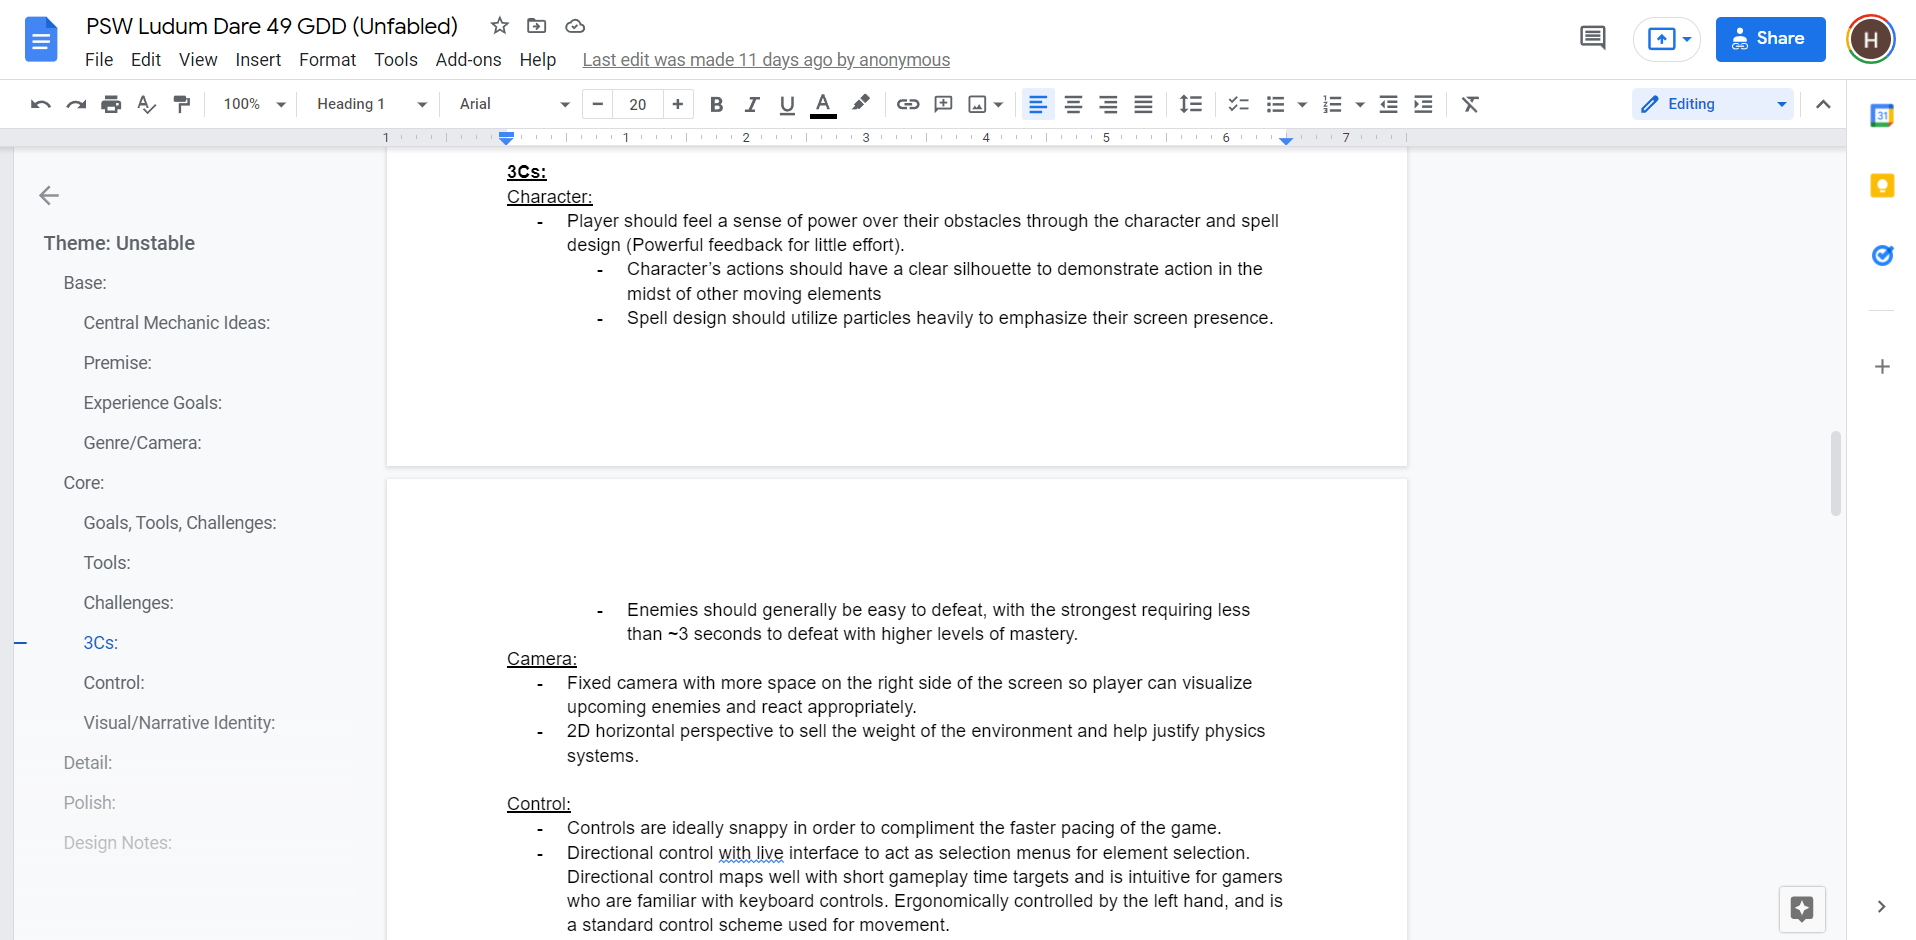 PSW Ludum Dare 49 GDD (Unfabled)
File Edit View Insert Format Tools Add-ons Help Last edit was made 11 days ago by anonymous
Share
H
100% Heading 1 Arial 20 Editing
1 1 2 3 4 5 6 7
31
Theme: Unstable
Base:
Central Mechanic Ideas:
Premise:
Experience Goals:
Genre/Camera:
Core:
Goals, Tools, Challenges:
Tools:
Challenges:
3Cs:
Control:
Visual/Narrative Identity:
Detail:
Polish:
Design Notes:
3Cs:
Character:
- Player should feel a sense of power over their obstacles through the character and spell
design (Powerful feedback for little effort).
- Character’s actions should have a clear silhouette to demonstrate action in the
midst of other moving elements
- Spell design should utilize particles heavily to emphasize their screen presence.
- Enemies should generally be easy to defeat, with the strongest requiring less
than ~3 seconds to defeat with higher levels of mastery.
Camera:
- Fixed camera with more space on the right side of the screen so player can visualize
upcoming enemies and react appropriately.
- 2D horizontal perspective to sell the weight of the environment and help justify physics
systems.
Control:
- Controls are ideally snappy in order to compliment the faster pacing of the game.
- Directional control with live interface to act as selection menus for element selection.
Directional control maps well with short gameplay time targets and is intuitive for gamers
who are familiar with keyboard controls. Ergonomically controlled by the left hand, and is
a standard control scheme used for movement.